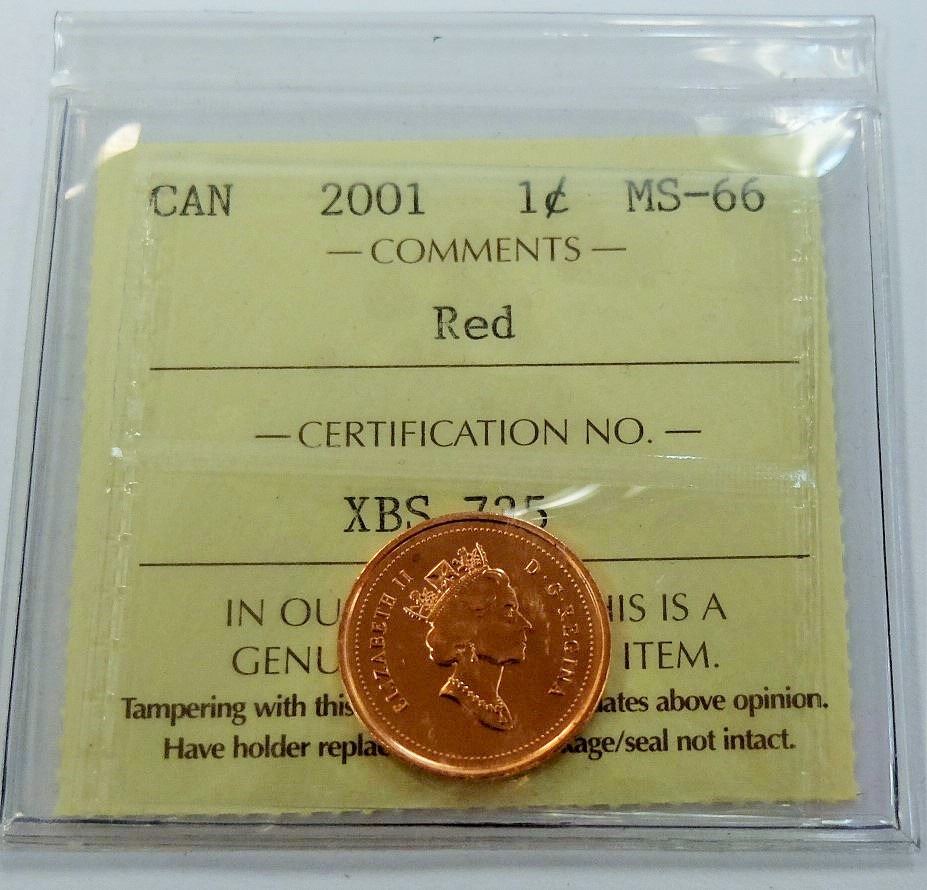 CAN 2001 1¢ MS-66
— COMMENTS —
Red
— CERTIFICATION NO. —
XBS 735
IN OU HIS IS A
GENU ITEM.
Tampering with this ates above opinion.
Have holder replac kage/seal not intact.
ELIZABETH II D·G·REGINA